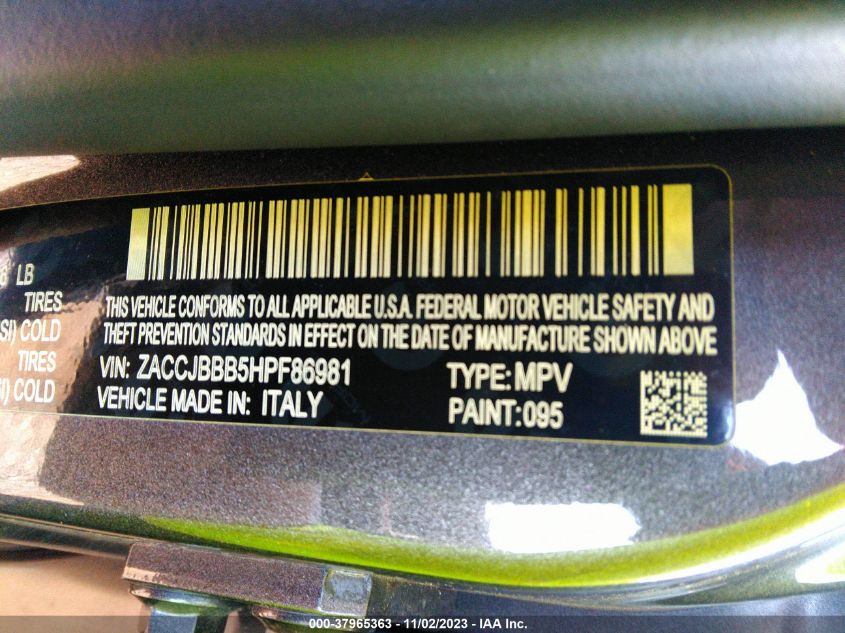 LB
TIRES
COLD
TIRES
COLD
THIS VEHICLE CONFORMS TO ALL APPLICABLE U.S.A. FEDERAL MOTOR VEHICLE SAFETY AND
THEFT PREVENTION STANDARDS IN EFFECT ON THE DATE OF MANUFACTURE SHOWN ABOVE
VIN: ZACCJBBB5HPF86981 TYPE: MPV
VEHICLE MADE IN: ITALY PAINT: 095
000-37965363 - 11/02/2023 - IAA Inc.